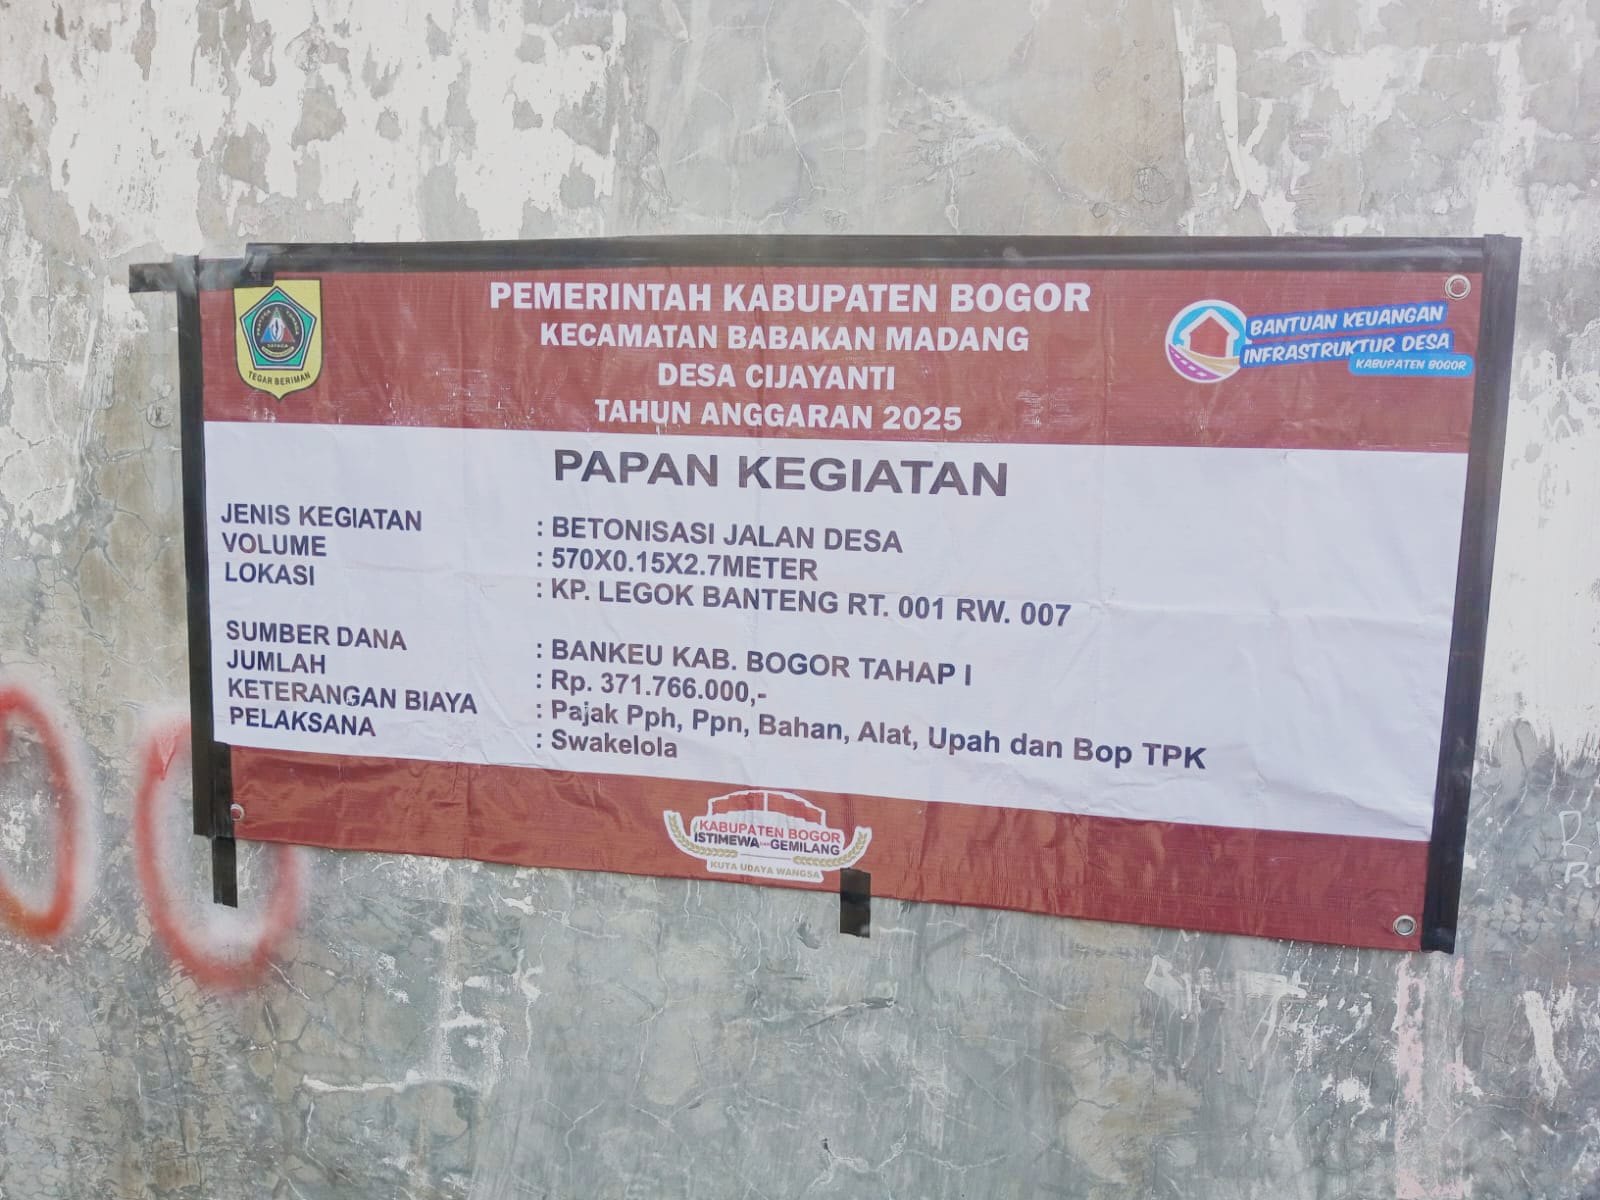 PEMERINTAH KABUPATEN BOGOR
KECAMATAN BABAKAN MADANG
DESA CIJAYANTI
TAHUN ANGGARAN 2025
TEGAR BERIMAN
BANTUAN KEUANGAN
INFRASTRUKTUR DESA
KABUPATEN BOGOR
PAPAN KEGIATAN
JENIS KEGIATAN : BETONISASI JALAN DESA
VOLUME : 570X0.15X2.7METER
LOKASI : KP. LEGOK BANTENG RT. 001 RW. 007
SUMBER DANA : BANKEU KAB. BOGOR TAHAP I
JUMLAH : Rp. 371.766.000,-
KETERANGAN BIAYA : Pajak Pph, Ppn, Bahan, Alat, Upah dan Bop TPK
PELAKSANA : Swakelola
KABUPATEN BOGOR
ISTIMEWA DAN GEMILANG
KUTA UDAYA WANGSA